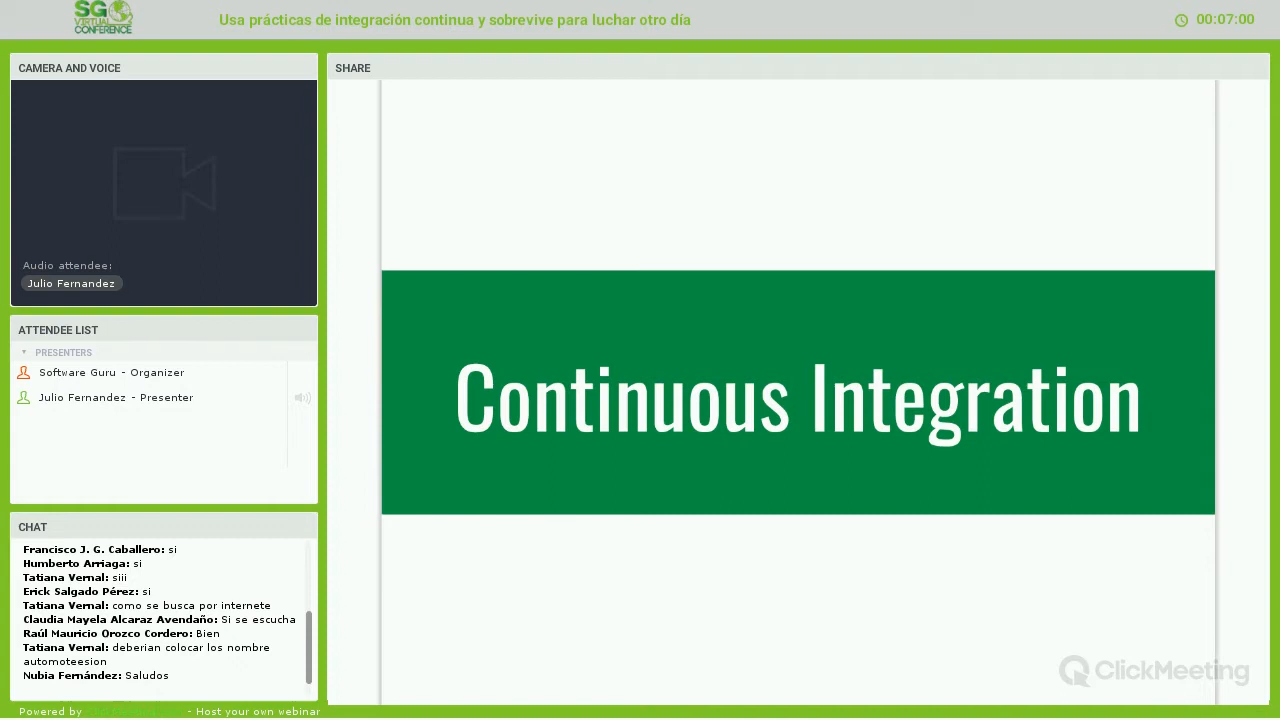 SG
VIRTUAL
CONFERENCE
Usa prácticas de integración continua y sobrevive para luchar otro día
00:07:00
CAMERA AND VOICE
Audio attendee:
Julio Fernandez
ATTENDEE LIST
PRESENTERS
Software Guru - Organizer
Julio Fernandez - Presenter
CHAT
Francisco J. G. Caballero: si
Humberto Arriaga: si
Tatiana Vernal: siii
Erick Salgado Pérez: si
Tatiana Vernal: como se busca por internete
Claudia Mayela Alcaraz Avendaño: Si se escucha
Raúl Mauricio Orozco Cordero: Bien
Tatiana Vernal: deberian colocar los nombre
automoteesion
Nubia Fernández: Saludos
Powered by - Host your own webinar
SHARE
Continuous Integration
ClickMeeting